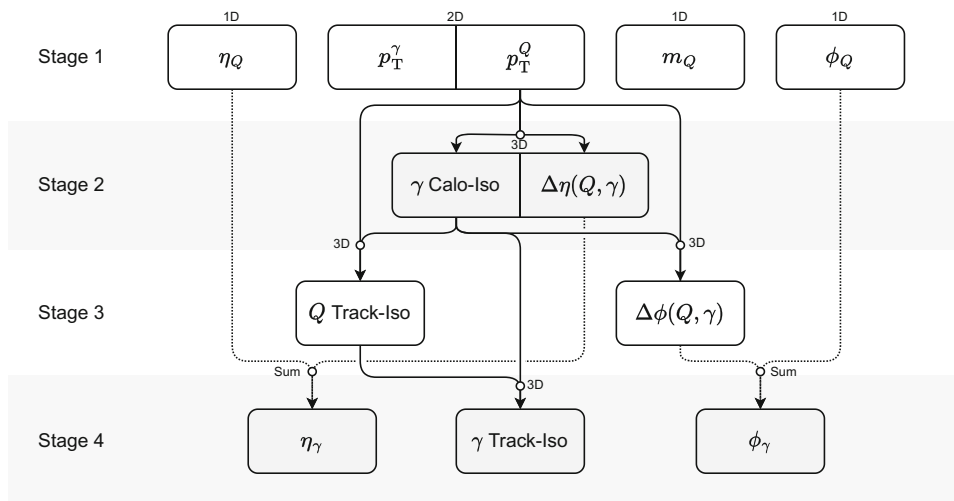 1D 2D 1D 1D
Stage 1 η_Q p_T^γ p_T^Q m_Q ϕ_Q
3D
Stage 2 γ Calo-Iso Δη(Q, γ)
3D 3D
Stage 3 Q Track-Iso Δϕ(Q, γ)
Sum Sum
3D
Stage 4 η_γ γ Track-Iso ϕ_γ